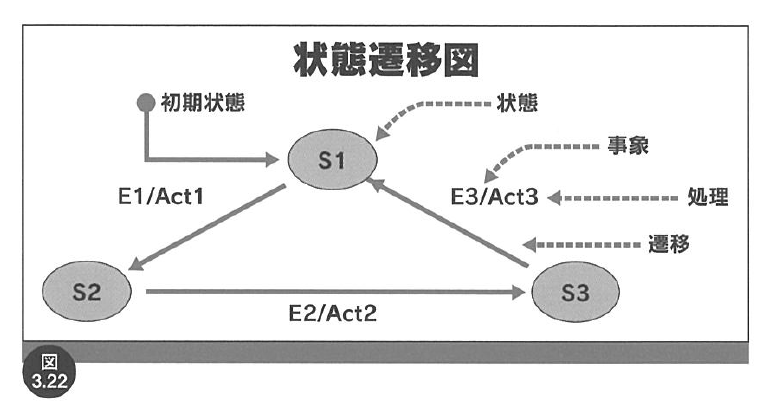 状態遷移図
初期状態
状態
S1
事象
E1/Act1
E3/Act3
処理
遷移
S2
S3
E2/Act2
図
3.22